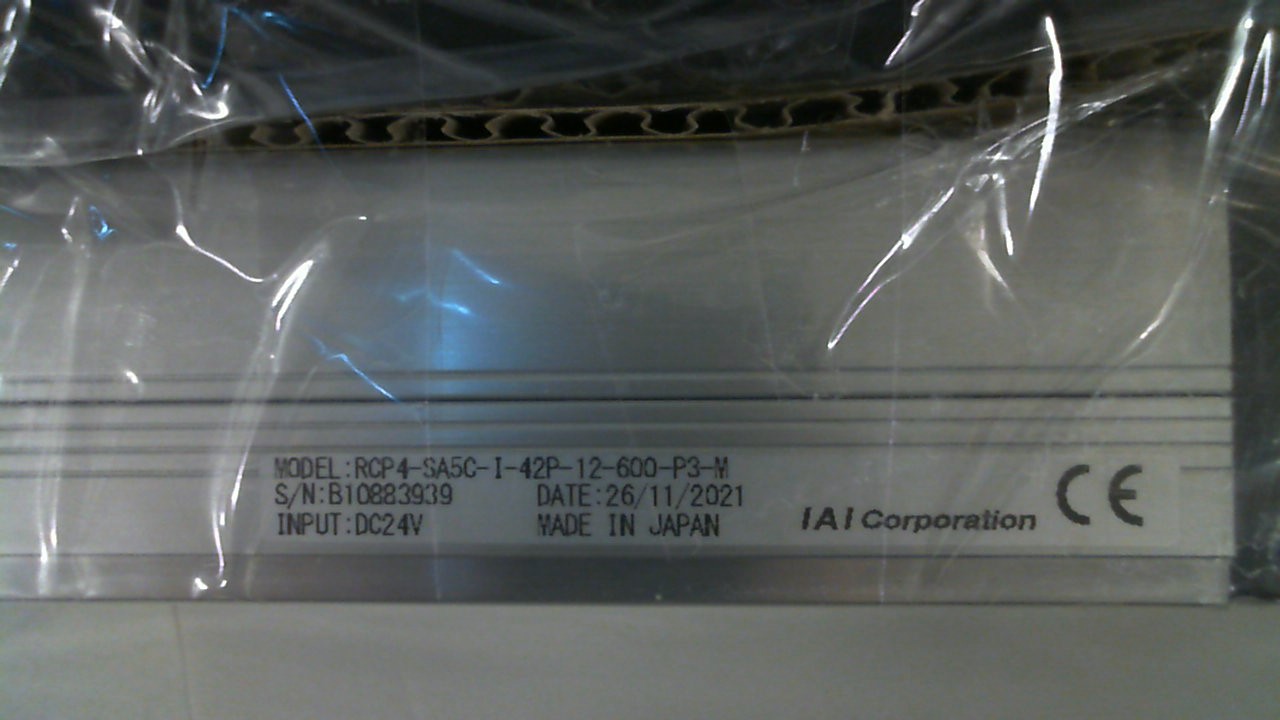 MODEL:RCP4-SA5C-I-42P-12-600-P3-M
S/N:B10883939 DATE:26/11/2021
INPUT:DC24V MADE IN JAPAN
IAI Corporation
CE